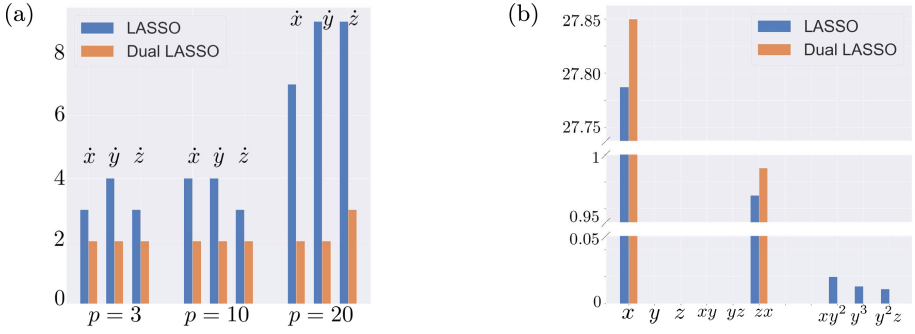 (a)
LASSO
Dual LASSO
ẋ ẏ ż
ẋ ẏ ż
ẋ ẏ ż
8
6
4
2
0
p = 3 p = 10 p = 20
(b)
LASSO
Dual LASSO
27.85
27.80
27.75
1
0.95
0.05
0
x y z xy yz zx xy² y³ y²z